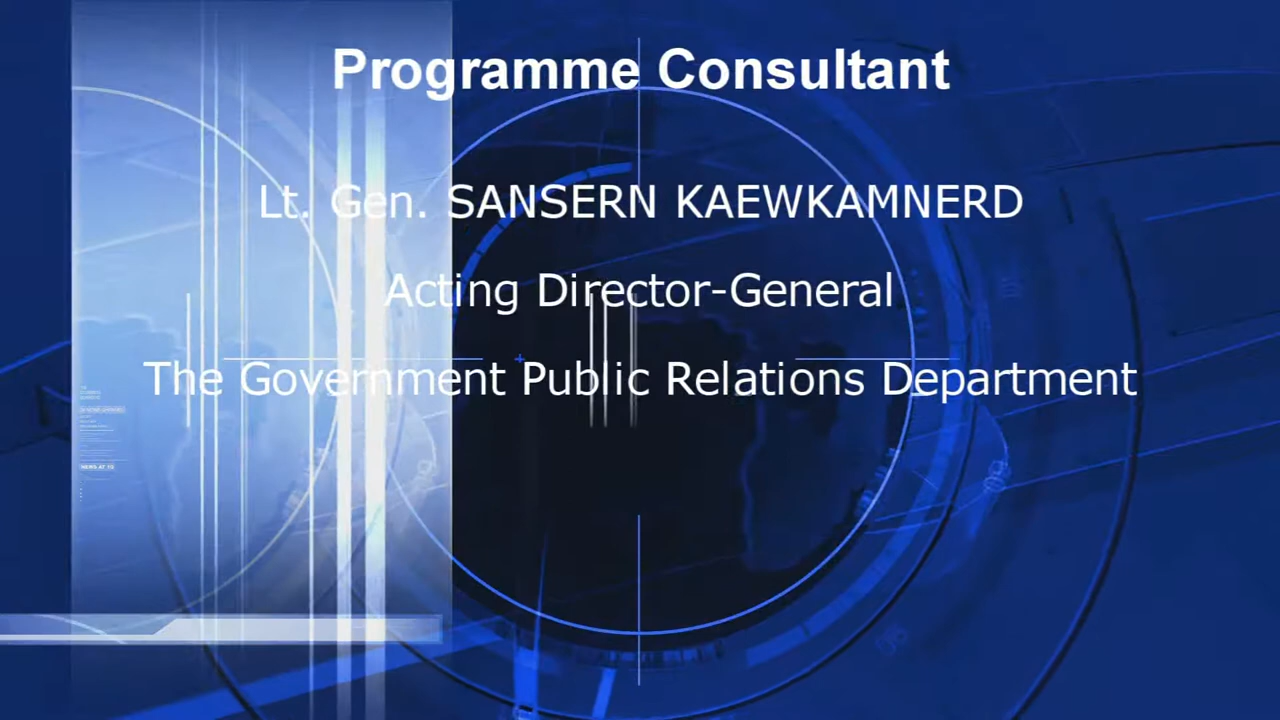 Programme Consultant
Lt. Gen. SANSERN KAEWKAMNERD
Acting Director-General
The Government Public Relations Department